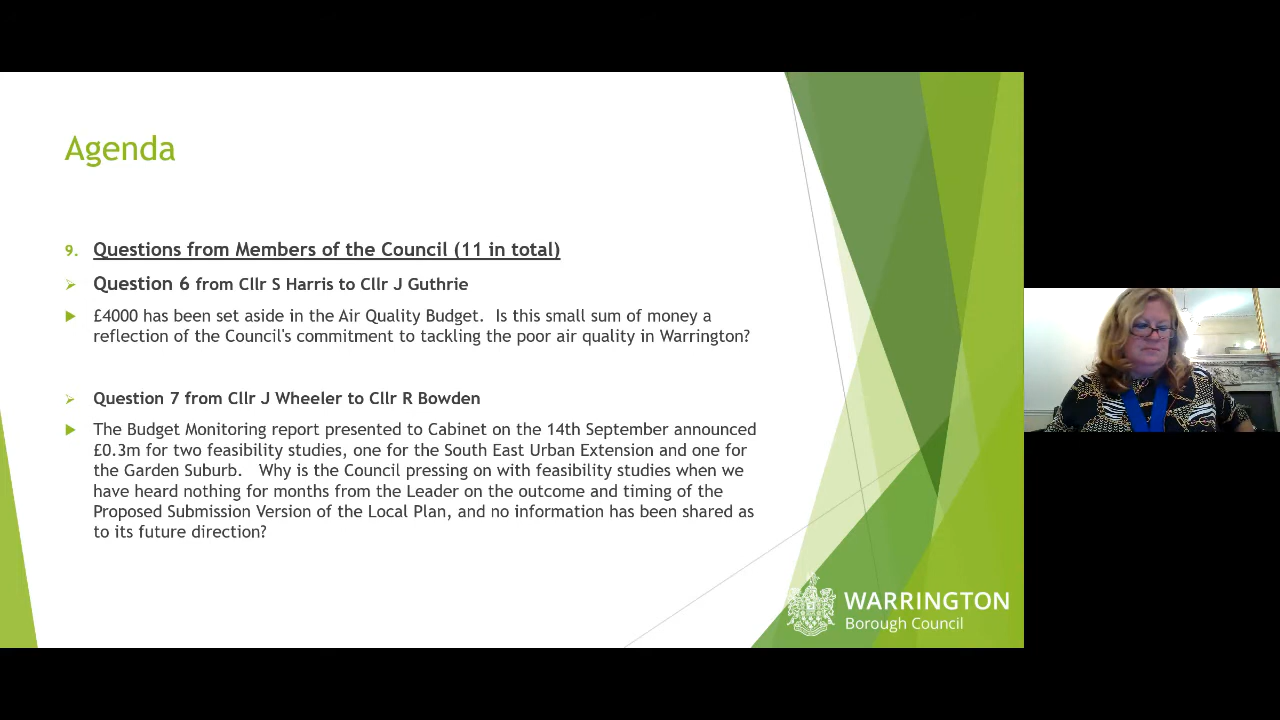 Agenda
9. Questions from Members of the Council (11 in total)
Question 6 from Cllr S Harris to Cllr J Guthrie
£4000 has been set aside in the Air Quality Budget. Is this small sum of money a
reflection of the Council's commitment to tackling the poor air quality in Warrington?
Question 7 from Cllr J Wheeler to Cllr R Bowden
The Budget Monitoring report presented to Cabinet on the 14th September announced
£0.3m for two feasibility studies, one for the South East Urban Extension and one for
the Garden Suburb. Why is the Council pressing on with feasibility studies when we
have heard nothing for months from the Leader on the outcome and timing of the
Proposed Submission Version of the Local Plan, and no information has been shared as
to its future direction?
WARRINGTON
Borough Council